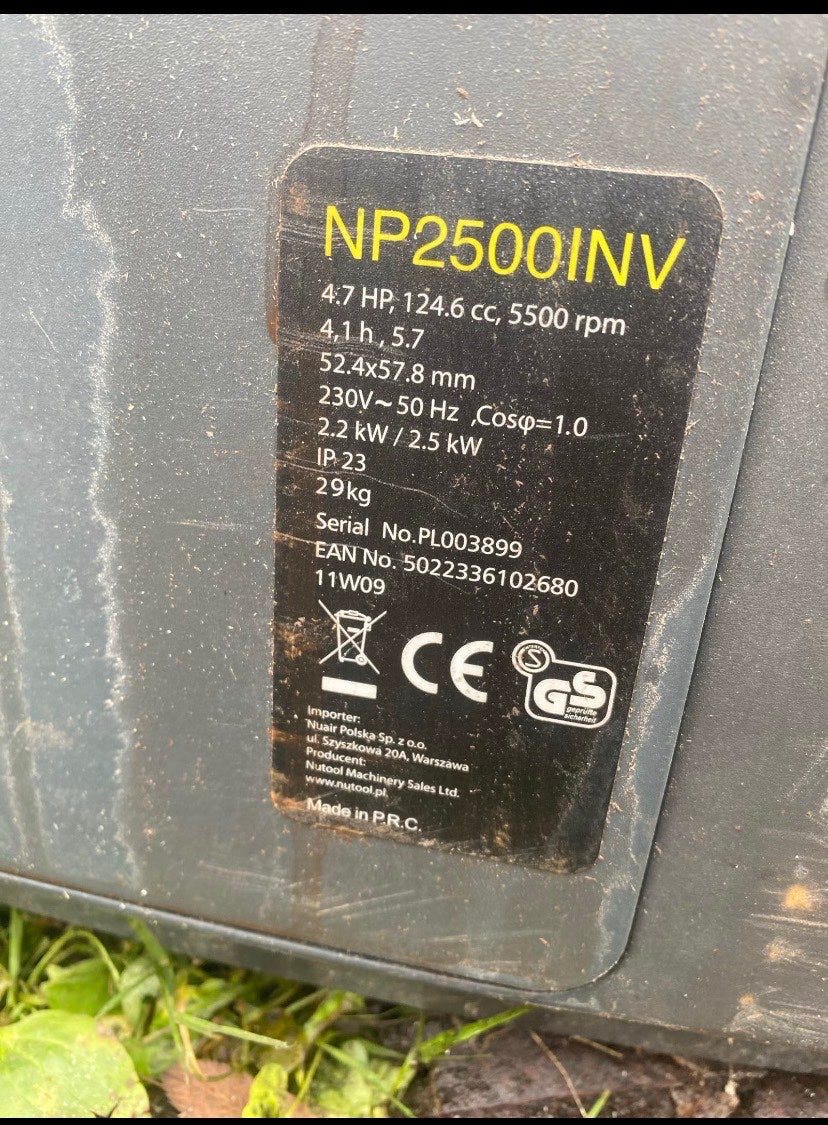 NP2500INV
4.7 HP, 124.6 cc, 5500 rpm
4,1 h , 5.7
52.4x57.8 mm
230V~ 50 Hz ,Cosφ=1.0
2.2 kW / 2.5 kW
IP 23
29kg
Serial No.PL003899
EAN No. 5022336102680
11W09
CE
S
GS
geprüfte
sicherheit
Importer:
Nuair Polska Sp. z o.o.
ul. Szyszkowa 20A, Warszawa
Producent:
Nutool Machinery Sales Ltd.
www.nutool.pl
Made in P.R.C.